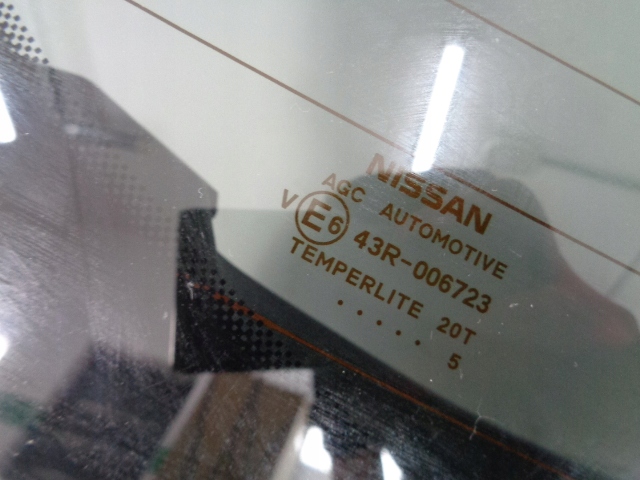 NISSAN
AGC AUTOMOTIVE
V E6 43R-006723
TEMPERLITE 20T
..... 5